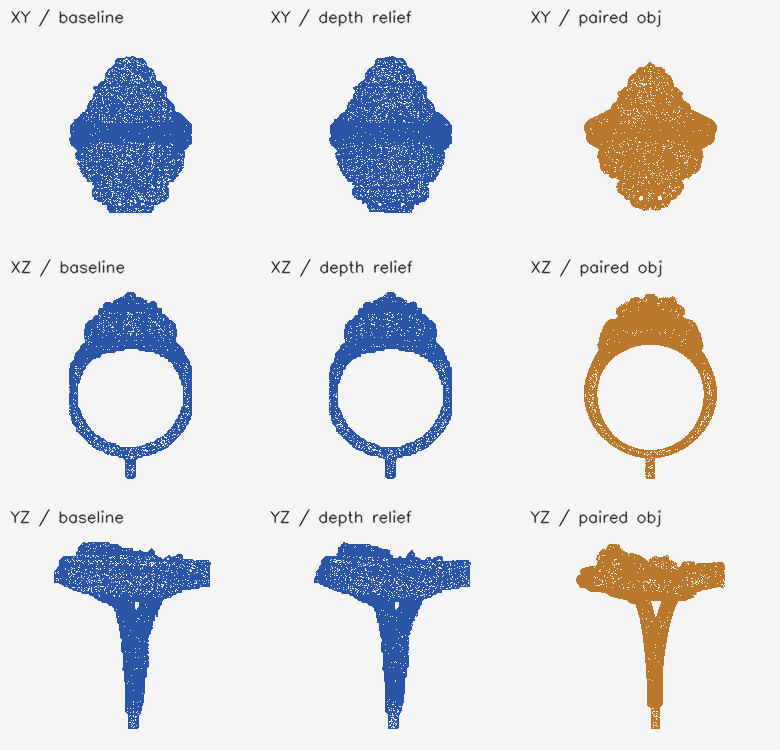 XY / baseline
XY / depth relief
XY / paired obj
XZ / baseline
XZ / depth relief
XZ / paired obj
YZ / baseline
YZ / depth relief
YZ / paired obj